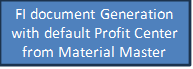 FI document Generation
with default Profit Center
from Material Master